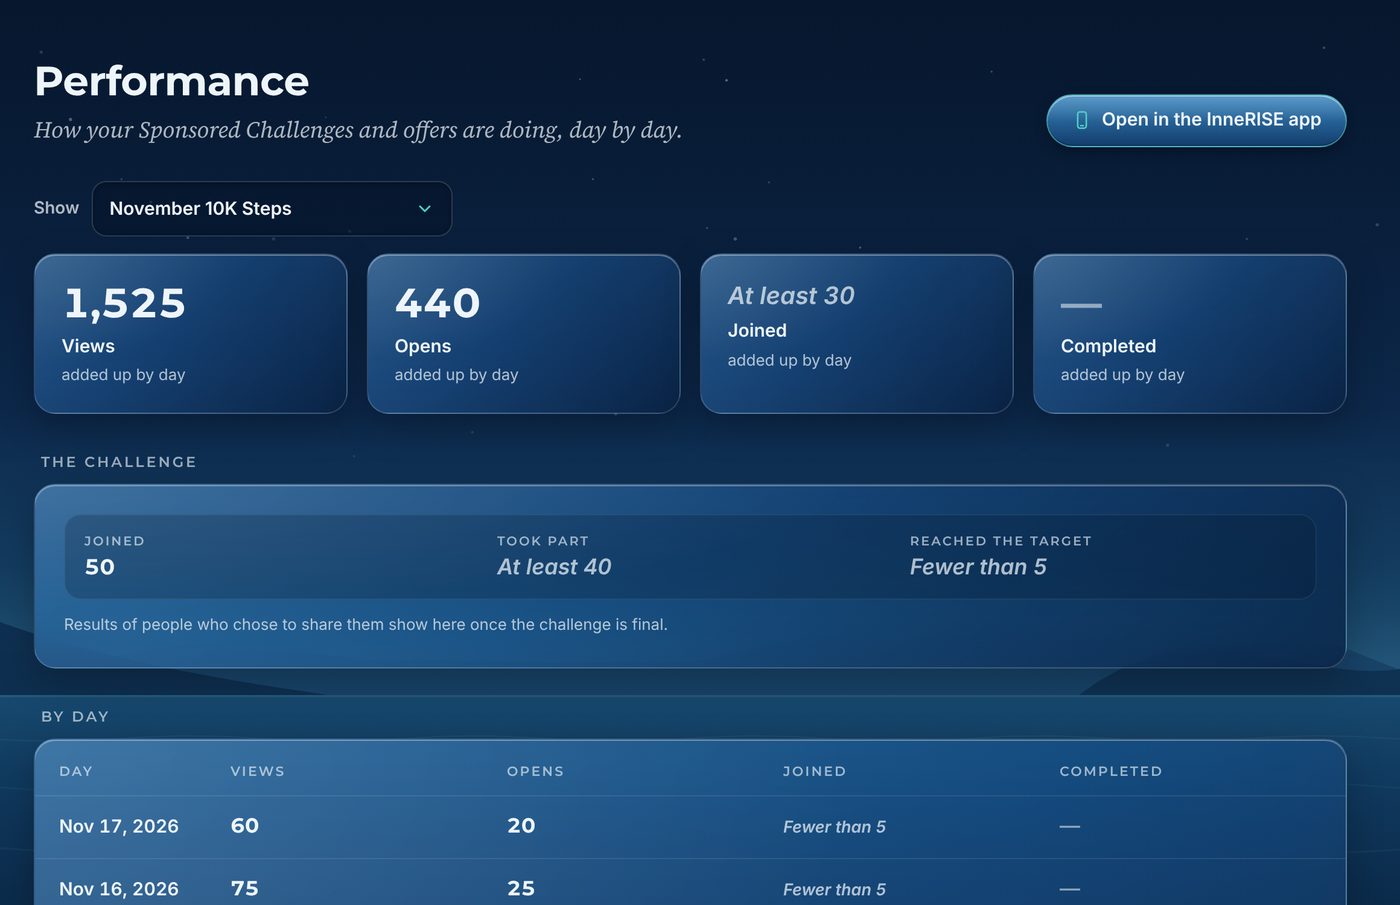 Performance
How your Sponsored Challenges and offers are doing, day by day.
Open in the InneRISE app
Show
November 10K Steps
1,525
Views
added up by day
440
Opens
added up by day
At least 30
Joined
added up by day
—
Completed
added up by day
THE CHALLENGE
JOINED
50
TOOK PART
At least 40
REACHED THE TARGET
Fewer than 5
Results of people who chose to share them show here once the challenge is final.
BY DAY
DAY VIEWS OPENS JOINED COMPLETED
Nov 17, 2026 60 20 Fewer than 5 —
Nov 16, 2026 75 25 Fewer than 5 —